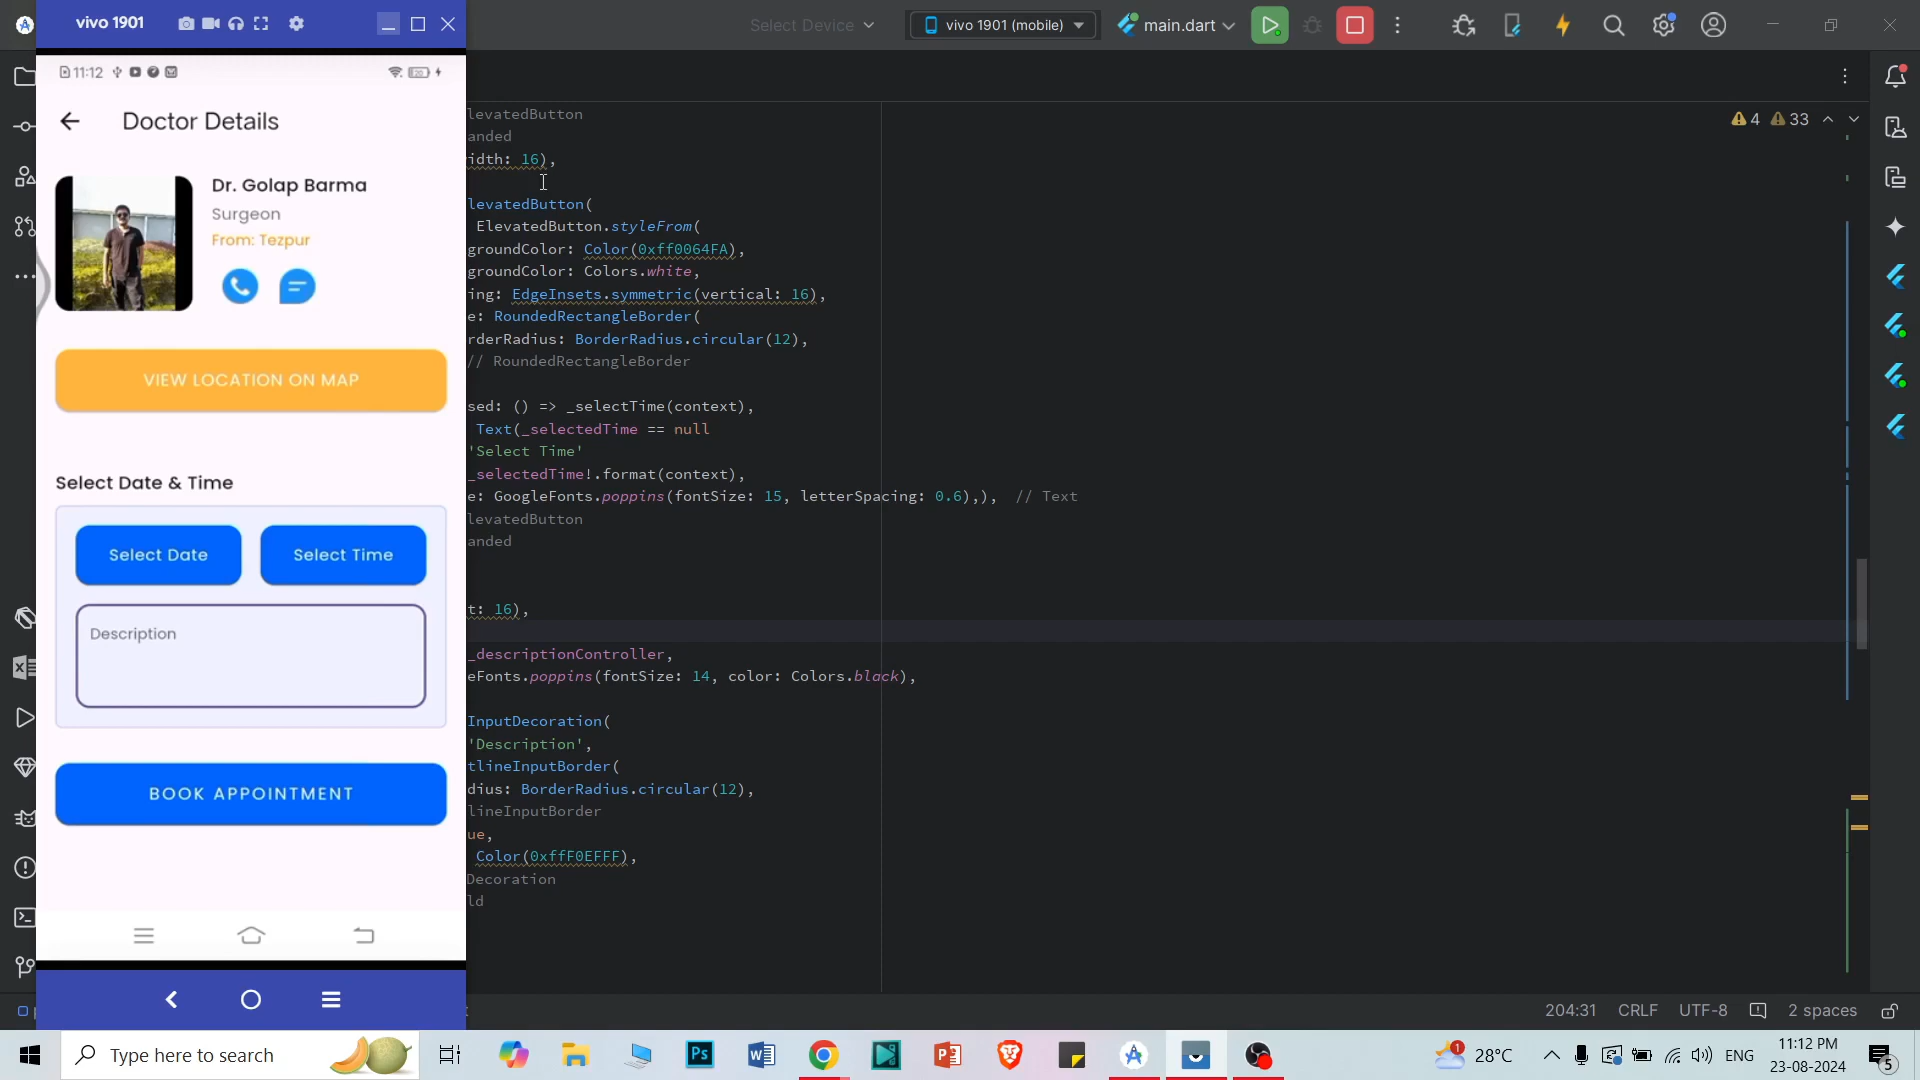 vivo 1901
Select Device
vivo 1901 (mobile)
main.dart
11:12
Doctor Details
Dr. Golap Barma
Surgeon
From: Tezpur
VIEW LOCATION ON MAP
Select Date & Time
Select Date
Select Time
Description
BOOK APPOINTMENT
4
33
levatedButton
anded
idth: 16),
levatedButton(
ElevatedButton.styleFrom(
groundColor: Color(0xff0064FA),
groundColor: Colors.white,
ing: EdgeInsets.symmetric(vertical: 16),
e: RoundedRectangleBorder(
rderRadius: BorderRadius.circular(12),
// RoundedRectangleBorder
sed: () => _selectTime(context),
Text(_selectedTime == null
'Select Time'
_selectedTime!.format(context),
e: GoogleFonts.poppins(fontSize: 15, letterSpacing: 0.6),), // Text
levatedButton
anded
t: 16),
_descriptionController,
eFonts.poppins(fontSize: 14, color: Colors.black),
InputDecoration(
'Description',
tlineInputBorder(
dius: BorderRadius.circular(12),
lineInputBorder
ue,
Color(0xffF0EFFF),
Decoration
ld
204:31
CRLF
UTF-8
2 spaces
Type here to search
1
28°C
ENG
11:12 PM
23-08-2024
5